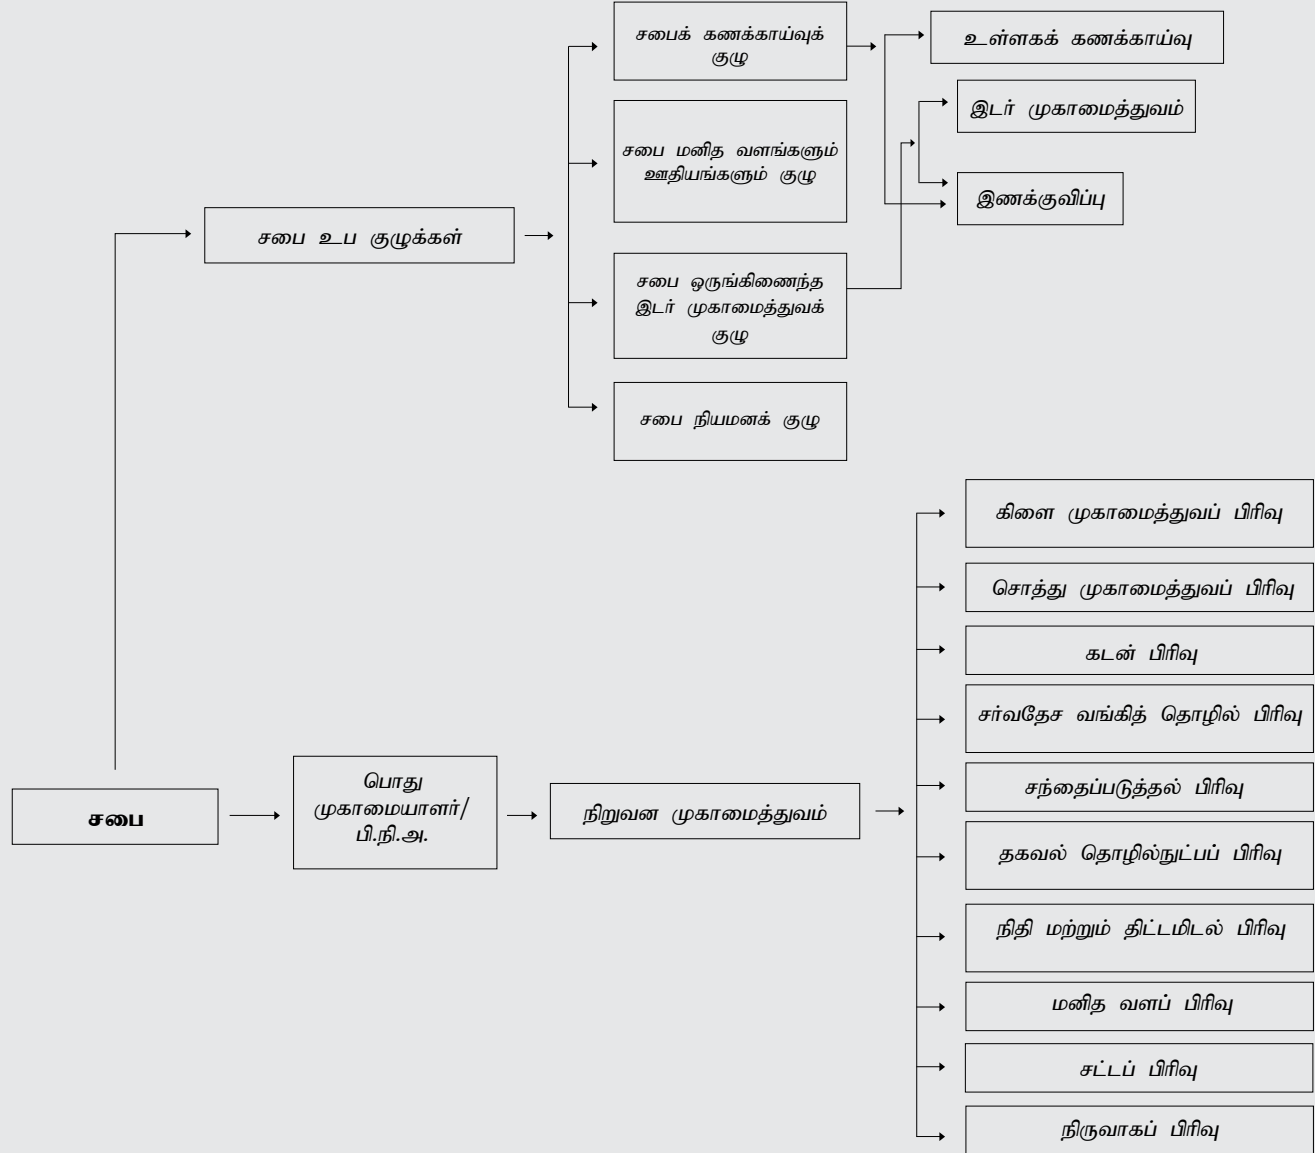 சபைக் கணக்காய்வுக்
குழு
உள்ளகக் கணக்காய்வு
இடர் முகாமைத்துவம்
சபை மனித வளங்களும்
ஊதியங்களும் குழு
இணக்குவிப்பு
சபை உப குழுக்கள்
சபை ஒருங்கிணைந்த
இடர் முகாமைத்துவக்
குழு
சபை நியமனக் குழு
கிளை முகாமைத்துவப் பிரிவு
சொத்து முகாமைத்துவப் பிரிவு
கடன் பிரிவு
சர்வதேச வங்கித் தொழில் பிரிவு
சபை
பொது
முகாமையாளர்/
பி.நி.அ.
நிறுவன முகாமைத்துவம்
சந்தைப்படுத்தல் பிரிவு
தகவல் தொழில்நுட்பப் பிரிவு
நிதி மற்றும் திட்டமிடல் பிரிவு
மனித வளப் பிரிவு
சட்டப் பிரிவு
நிருவாகப் பிரிவு